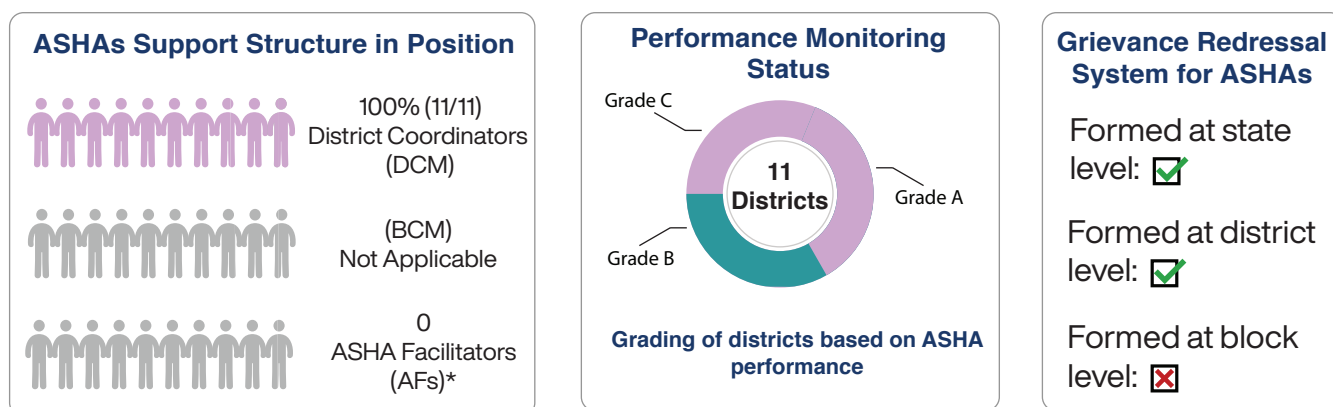 ASHAs Support Structure in Position
100% (11/11)
District Coordinators
(DCM)
(BCM)
Not Applicable
0
ASHA Facilitators
(AFs)*
Performance Monitoring
Status
Grade C
11
Districts
Grade A
Grade B
Grading of districts based on ASHA
performance
Grievance Redressal
System for ASHAs
Formed at state
level:
Formed at district
level:
Formed at block
level: